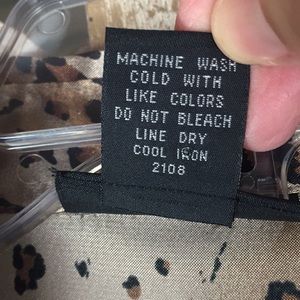 MACHINE WASH
COLD WITH
LIKE COLORS
DO NOT BLEACH
LINE DRY
COOL IRON
2108